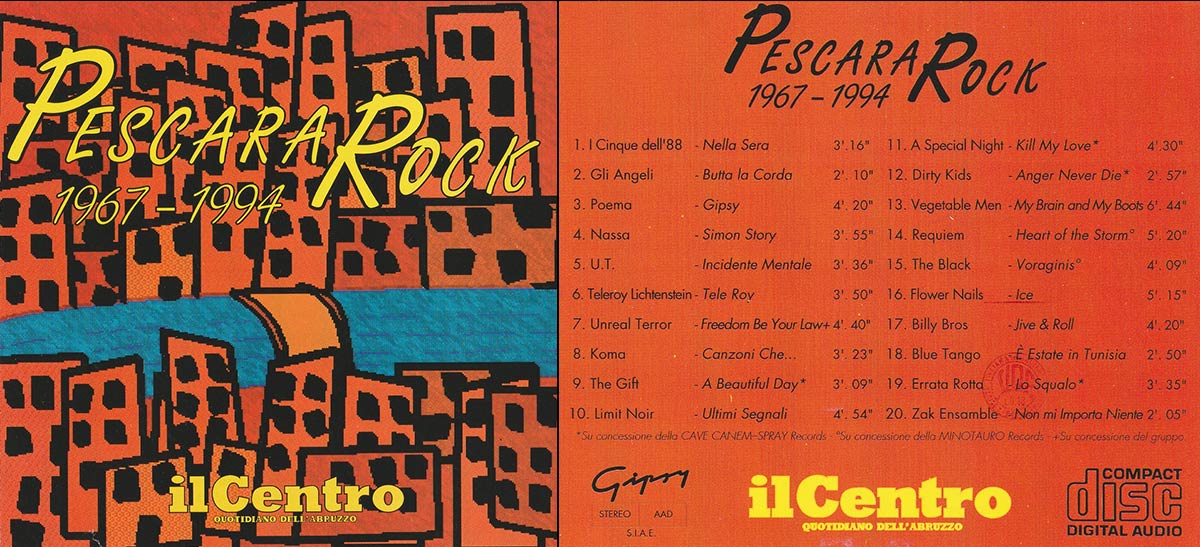 PESCARA ROCK
1967 - 1994
ilCentro
QUOTIDIANO DELL'ABRUZZO
PESCARA ROCK
1967 - 1994
1. I Cinque dell'88 - Nella Sera 3'.16"
2. Gli Angeli - Butta la Corda 2'. 10"
3. Poema - Gipsy 4'. 20"
4. Nassa - Simon Story 3'. 55"
5. U.T. - Incidente Mentale 3'. 36"
6. Teleroy Lichtenstein - Tele Roy 3'. 50"
7. Unreal Terror - Freedom Be Your Law+ 4'. 40"
8. Koma - Canzoni Che... 3'. 23"
9. The Gift - A Beautiful Day* 3'. 09"
10. Limit Noir - Ultimi Segnali 4'. 54"
11. A Special Night - Kill My Love* 4'.30"
12. Dirty Kids - Anger Never Die* 2'. 57"
13. Vegetable Men - My Brain and My Boots 6'. 44"
14. Requiem - Heart of the Storm° 5'. 20"
15. The Black - Voraginis° 4'. 09"
16. Flower Nails - Ice 5'. 15"
17. Billy Bros - Jive & Roll 4'. 20"
18. Blue Tango - È Estate in Tunisia 2'. 50"
19. Errata Rotta - Lo Squalo* 3'. 35"
20. Zak Ensamble - Non mi Importa Niente 2'. 05"
*Su concessione della CAVE CANEM-SPRAY Records - °Su concessione della MINOTAURO Records - +Su concessione del gruppo.
Gipsy
STEREO AAD
S.I.A.E.
ilCentro
QUOTIDIANO DELL'ABRUZZO
COMPACT
disc
DIGITAL AUDIO